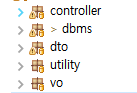 controller
> dbms
dto
utility
vo